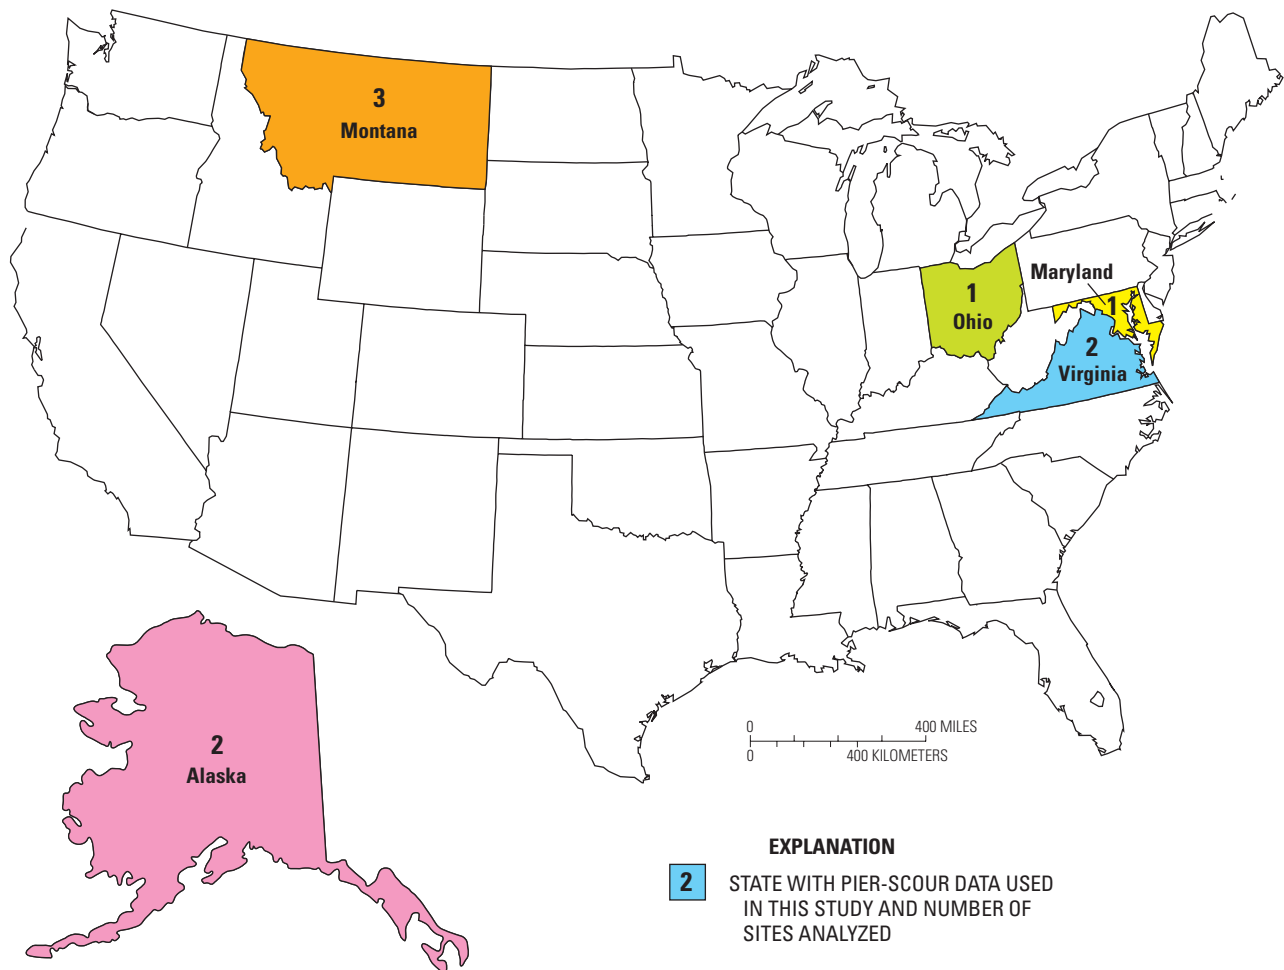 3
Montana
Maryland
1
1
Ohio
2
Virginia
2
Alaska
0
400 MILES
0
400 KILOMETERS
EXPLANATION
2
STATE WITH PIER-SCOUR DATA USED
IN THIS STUDY AND NUMBER OF
SITES ANALYZED